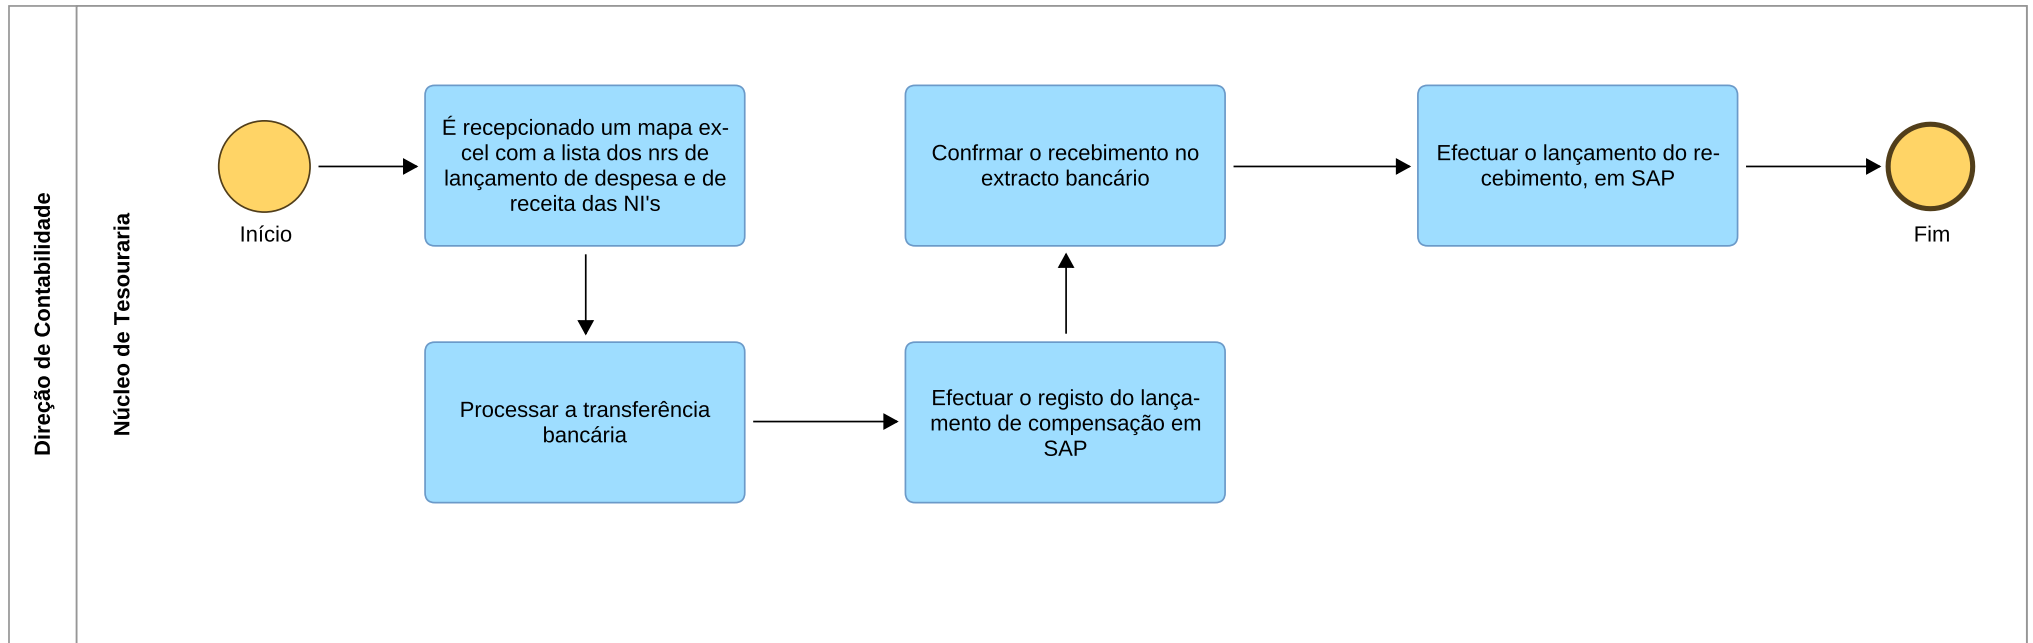 Direção de Contabilidade
Núcleo de Tesouraria
Início
É recepcionado um mapa ex-
cel com a lista dos nrs de
lançamento de despesa e de
receita das NI's
Processar a transferência
bancária
Efectuar o registo do lança-
mento de compensação em
SAP
Confrmar o recebimento no
extracto bancário
Efectuar o lançamento do re-
cebimento, em SAP
Fim